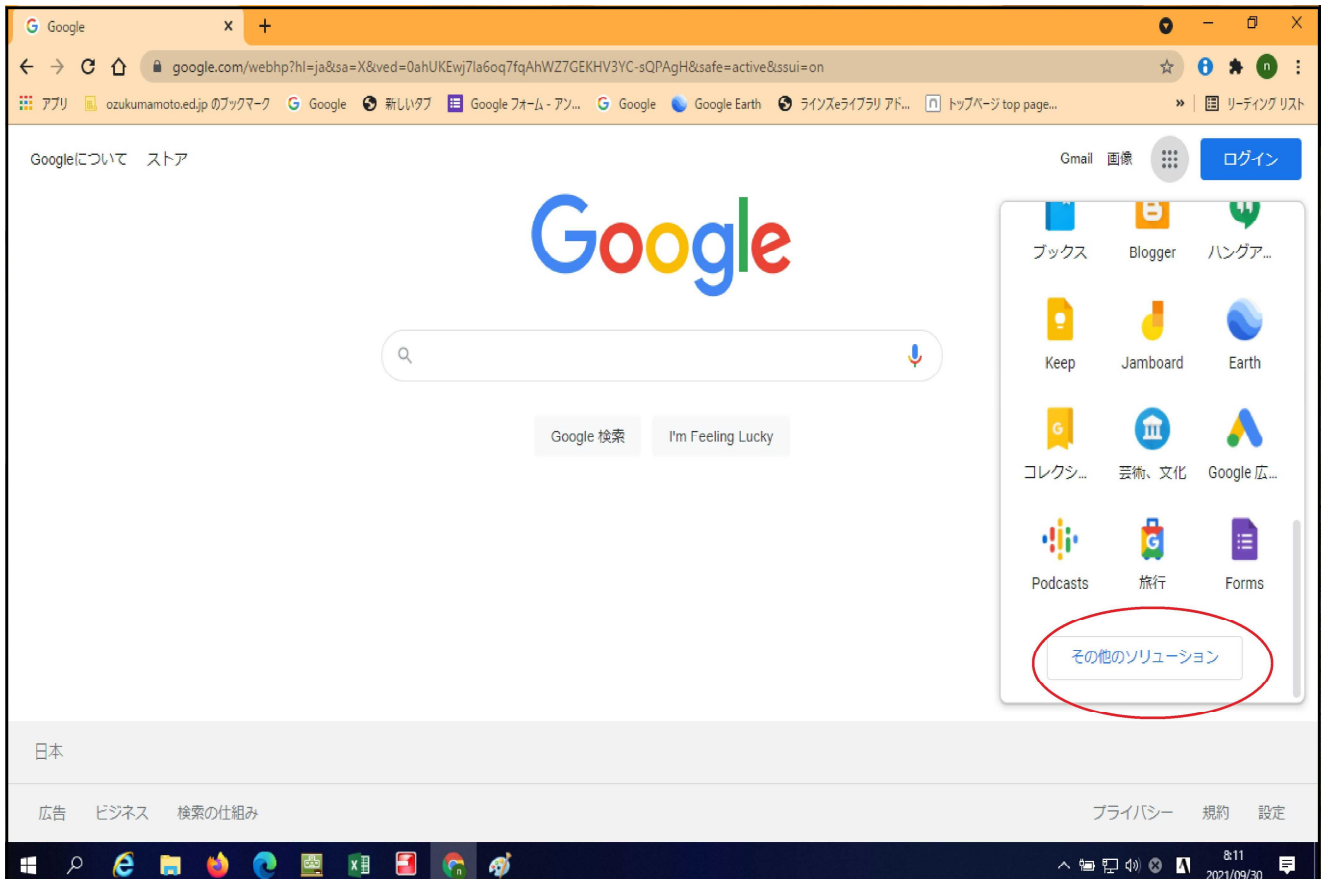 Google
google.com/webhp?hl=ja&sa=X&ved=0ahUKEwj7la6oq7fqAhWZ7GEKHV3YC-sQPAgH&safe=active&ssui=on
アプリ ozukumamoto.ed.jp のブックマーク Google 新しいタブ Google フォーム - アン... Google Google Earth ラインズeライブラリ アド... トップページ top page... » リーディング リスト
Googleについて ストア Gmail 画像 ログイン
Google
ブックス Blogger ハングア...
Keep Jamboard Earth
Google 検索 I'm Feeling Lucky
コレクシ... 芸術、文化 Google 広...
Podcasts 旅行 Forms
その他のソリューション
日本
広告 ビジネス 検索の仕組み プライバシー 規約 設定
8:11
2021/09/30